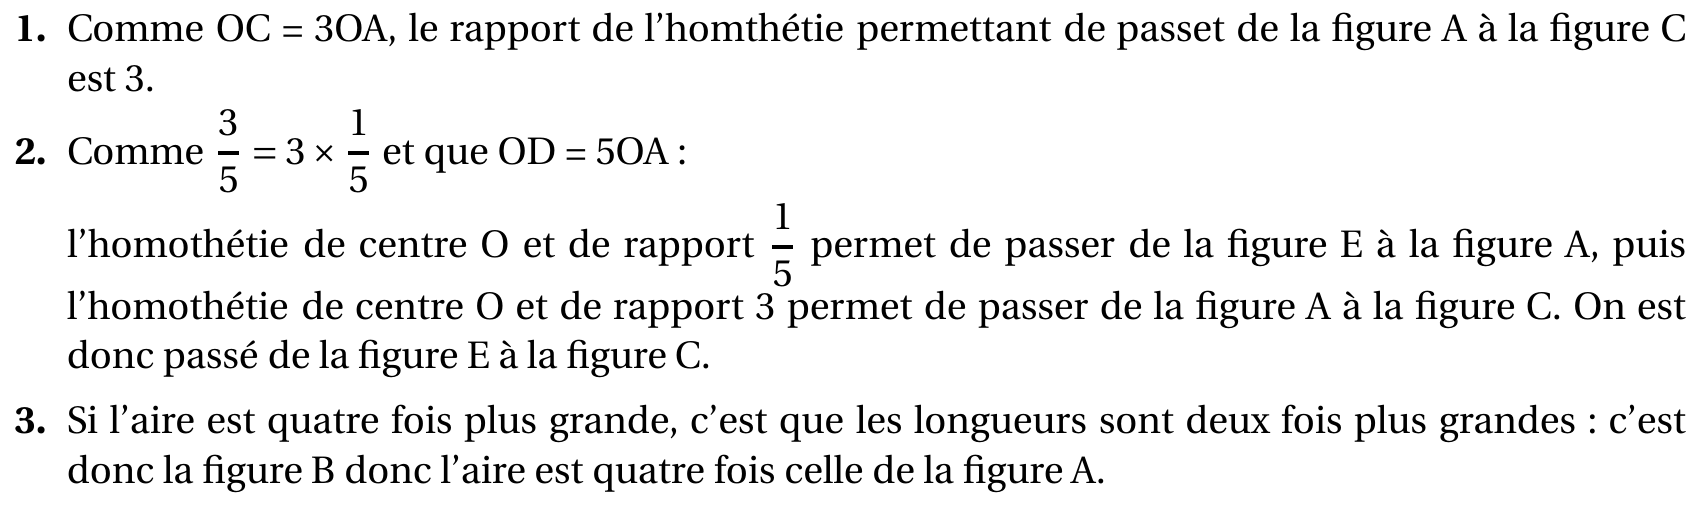 1. Comme OC = 3OA, le rapport de l'homthétie permettant de passet de la figure A à la figure C
est 3.
2. Comme 3/5 = 3 × 1/5 et que OD = 5OA :
l'homothétie de centre O et de rapport 1/5 permet de passer de la figure E à la figure A, puis
l'homothétie de centre O et de rapport 3 permet de passer de la figure A à la figure C. On est
donc passé de la figure E à la figure C.
3. Si l'aire est quatre fois plus grande, c'est que les longueurs sont deux fois plus grandes : c'est
donc la figure B donc l'aire est quatre fois celle de la figure A.